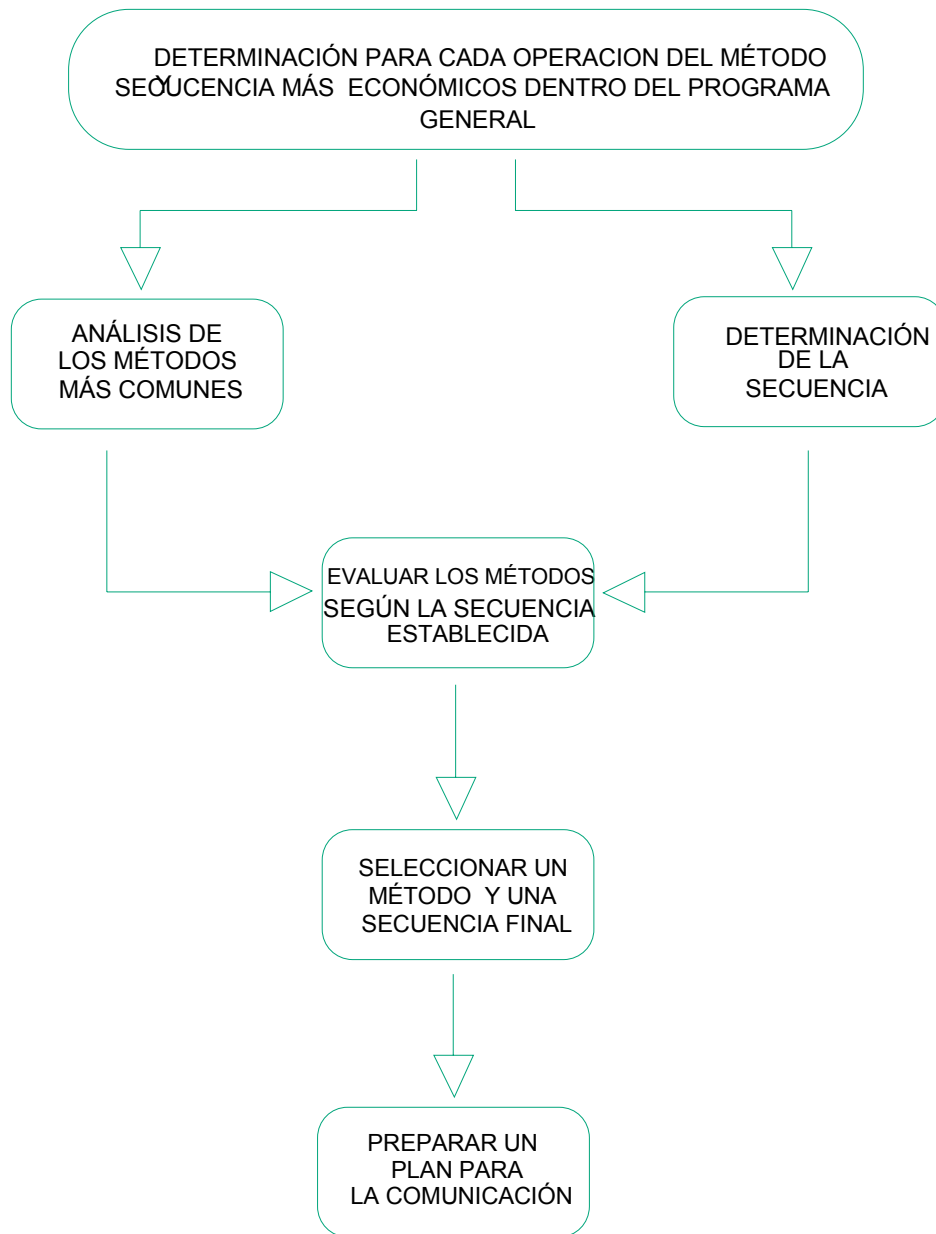 DETERMINACIÓN PARA CADA OPERACION DEL MÉTODO
Y SECUCENCIA MÁS ECONÓMICOS DENTRO DEL PROGRAMA
GENERAL
ANÁLISIS DE
LOS MÉTODOS
MÁS COMUNES
DETERMINACIÓN
DE LA
SECUENCIA
EVALUAR LOS MÉTODOS
SEGÚN LA SECUENCIA
ESTABLECIDA
SELECCIONAR UN
MÉTODO Y UNA
SECUENCIA FINAL
PREPARAR UN
PLAN PARA
LA COMUNICACIÓN